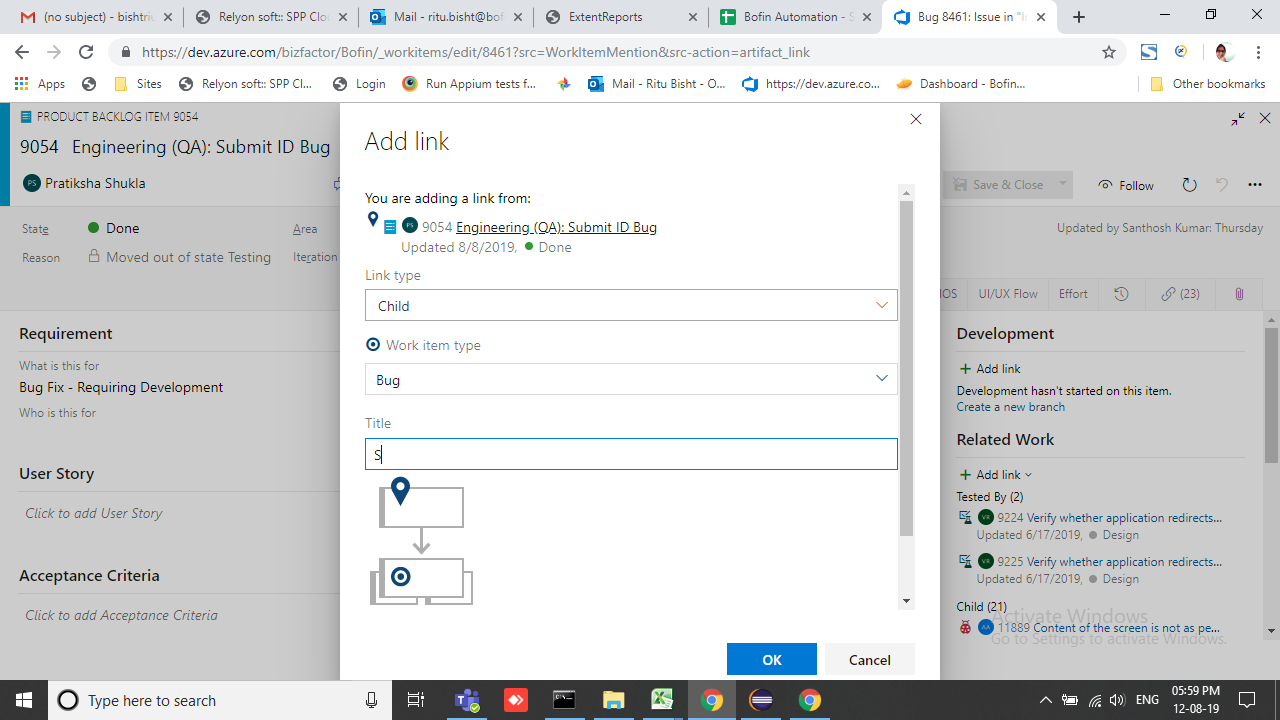 (no subject) - bishtriu
Relyon soft:: SPP Clou
Mail - ritu.bisht@bof
ExtentReports
Bofin Automation - S
Bug 8461: Issue in "In
https://dev.azure.com/bizfactor/Bofin/_workitems/edit/8461?src=WorkItemMention&src-action=artifact_link
Apps
Sites
Relyon soft:: SPP Cl...
Login
Run Appium tests f...
Mail - Ritu Bisht - O...
https://dev.azure.co...
Dashboard - Bofin...
Other bookmarks
PRODUCT BACKLOG ITEM 9054
9054 Engineering (QA): Submit ID Bug
PS Pratiksha Shukla
Save & Close
Follow
State
Done
Area
Reason
Moved out of state Testing
Iteration
Updated by Santhosh Kumar: Thursday
IOS
UI/UX Flow
Effort
(23)
Requirement
What is this for
Bug Fix - Requiring Development
Who is this for
User Story
Click to add User Story
Acceptance Criteria
Click to add Acceptance Criteria
Add link
You are adding a link from:
PS 9054 Engineering (QA): Submit ID Bug
Updated 8/8/2019, Done
Link type
Child
Work item type
Bug
Title
S
OK
Cancel
Development
Add link
Development hasn't started on this item.
Create a new branch
Related Work
Add link
Tested By (2)
VR 9224 Verify whether application redirects...
Updated 6/17/2019, Design
VR 9225 Verify whether application redirects...
Updated 6/17/2019, Design
Child (21)
AA 11889 Content of the screen is not as pe...
Activate Windows
Go to Settings to activate Windows.
Type here to search
ENG
05:59 PM
12-08-19